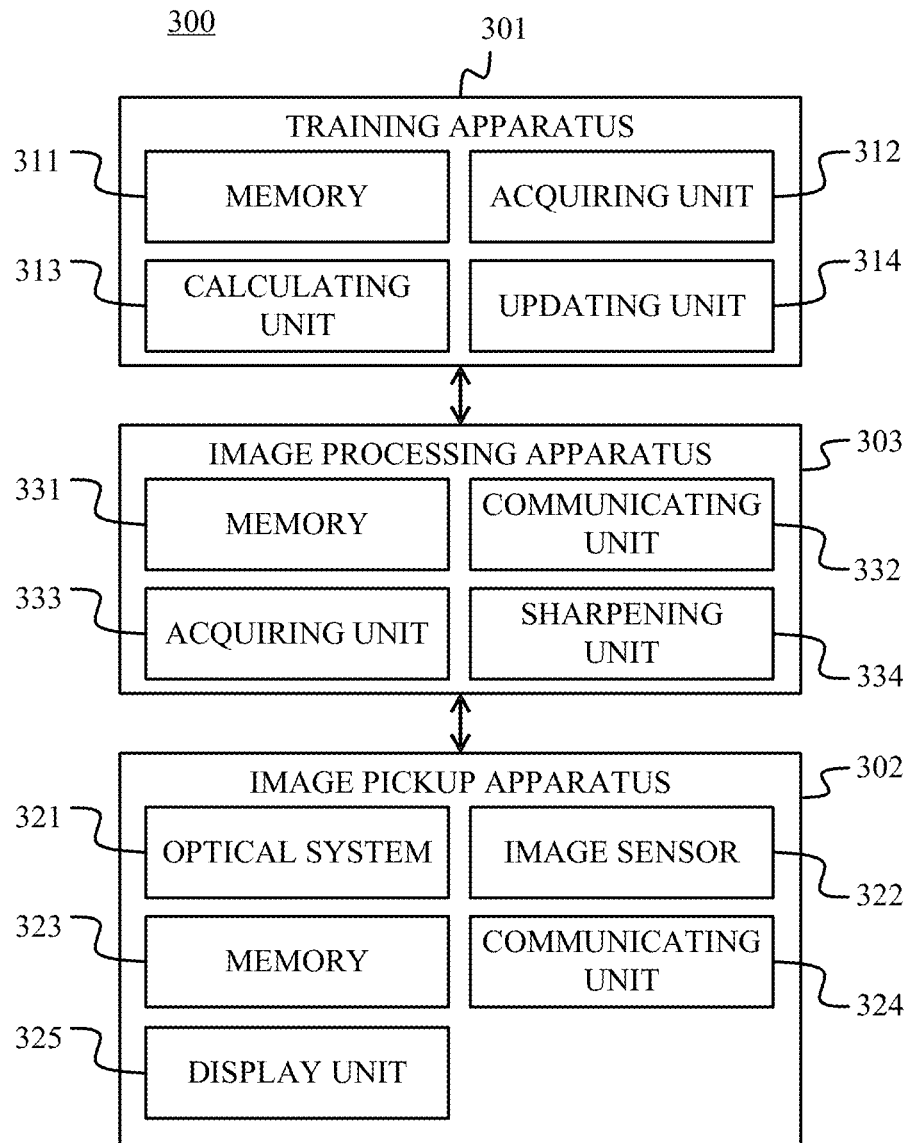 300
301
TRAINING APPARATUS
311
MEMORY
ACQUIRING UNIT
312
313
CALCULATING
UNIT
UPDATING UNIT
314
IMAGE PROCESSING APPARATUS
303
331
MEMORY
COMMUNICATING
UNIT
332
333
ACQUIRING UNIT
SHARPENING
UNIT
334
IMAGE PICKUP APPARATUS
302
321
OPTICAL SYSTEM
IMAGE SENSOR
322
323
MEMORY
COMMUNICATING
UNIT
324
325
DISPLAY UNIT